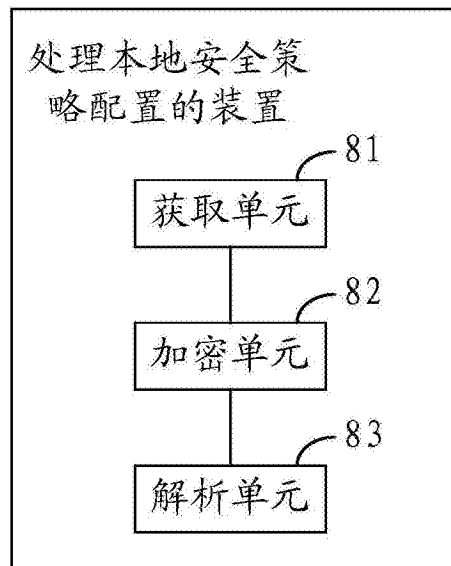 处理本地安全策
略配置的装置
81
获取单元
82
加密单元
83
解析单元